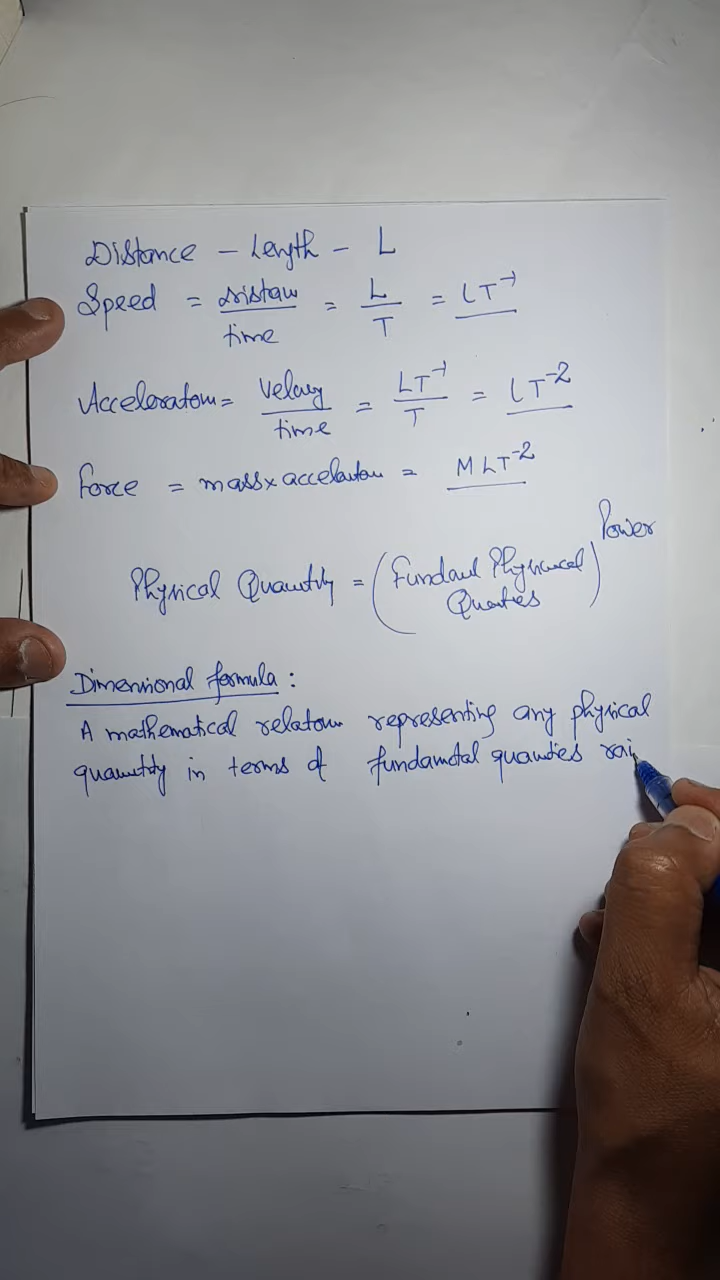 Distance - Length - L
Speed = Distance / time = L / T = LT⁻¹
Acceleration = Velocity / time = LT⁻¹ / T = LT⁻²
Force = mass x acceleration = MLT⁻²
Physical Quantity = (Fundamental Physical Quantities)^Power
Dimensional formula :
A mathematical relation representing any physical
quantity in terms of fundamental quantities rai